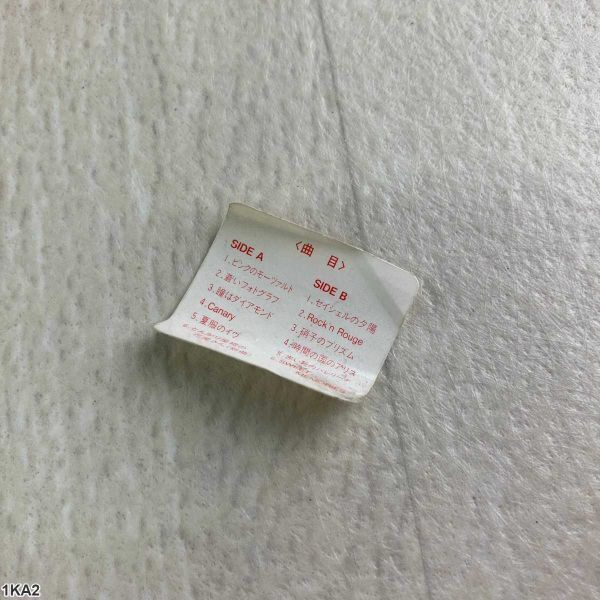 〈曲 目〉
SIDE A
1. ピンクのモーツァルト
2. 蒼いフォトグラフ
3. 瞳はダイアモンド
4. Canary
5. 夏服のイヴ
SIDE B
1. セイシェルの夕陽
2. Rock'n Rouge
3. 硝子のプリズム
4. 時間の国のアリス
1KA2